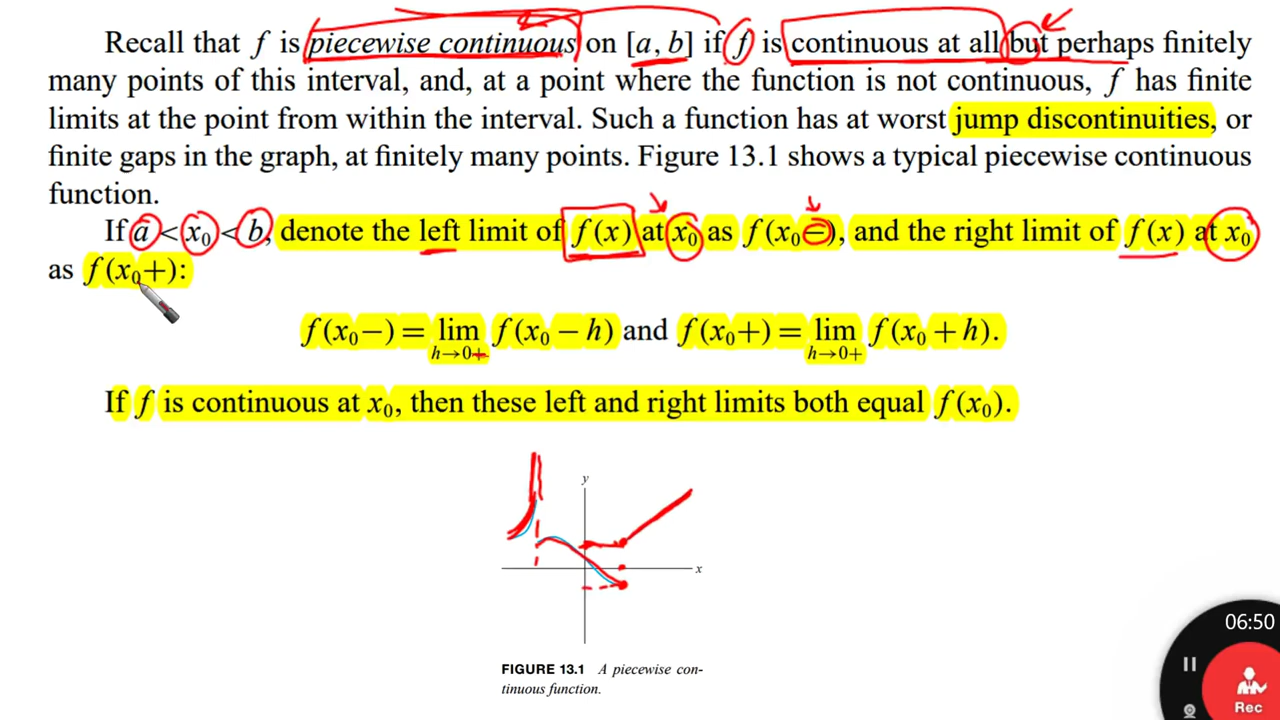 Recall that f is piecewise continuous on [a, b] if f is continuous at all but perhaps finitely
many points of this interval, and, at a point where the function is not continuous, f has finite
limits at the point from within the interval. Such a function has at worst jump discontinuities, or
finite gaps in the graph, at finitely many points. Figure 13.1 shows a typical piecewise continuous
function.
If a < x₀ < b, denote the left limit of f(x) at x₀ as f(x₀−), and the right limit of f(x) at x₀
as f(x₀+):
f(x₀−) = lim f(x₀ − h) and f(x₀+) = lim f(x₀ + h).
h→0+ h→0+
If f is continuous at x₀, then these left and right limits both equal f(x₀).
y
x
FIGURE 13.1 A piecewise con-
tinuous function.
06:50
Rec